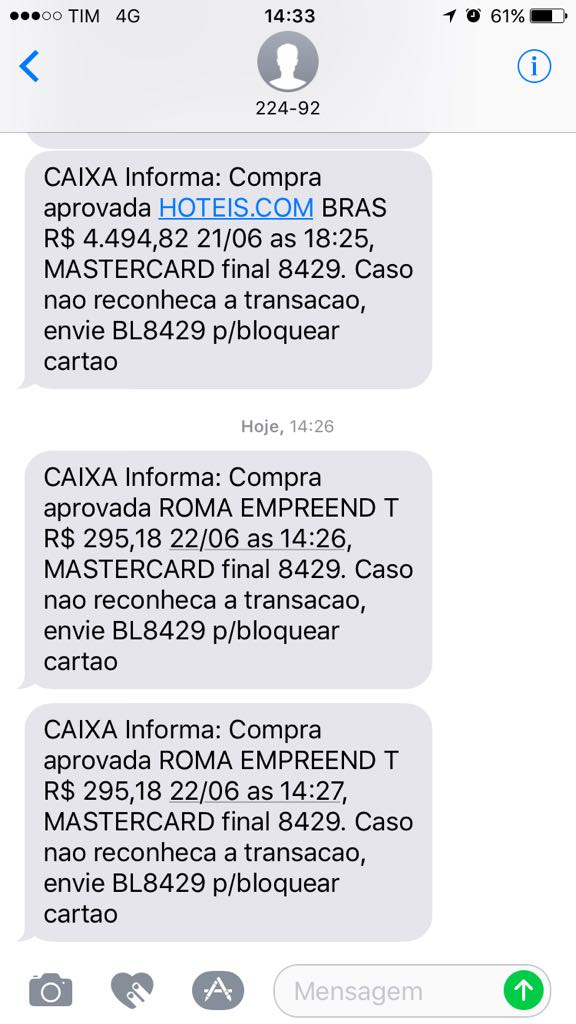 TIM 4G 14:33 61%
224-92
CAIXA Informa: Compra
aprovada HOTEIS.COM BRAS
R$ 4.494,82 21/06 as 18:25,
MASTERCARD final 8429. Caso
nao reconheca a transacao,
envie BL8429 p/bloquear
cartao
Hoje, 14:26
CAIXA Informa: Compra
aprovada ROMA EMPREEND T
R$ 295,18 22/06 as 14:26,
MASTERCARD final 8429. Caso
nao reconheca a transacao,
envie BL8429 p/bloquear
cartao
CAIXA Informa: Compra
aprovada ROMA EMPREEND T
R$ 295,18 22/06 as 14:27,
MASTERCARD final 8429. Caso
nao reconheca a transacao,
envie BL8429 p/bloquear
cartao
Mensagem